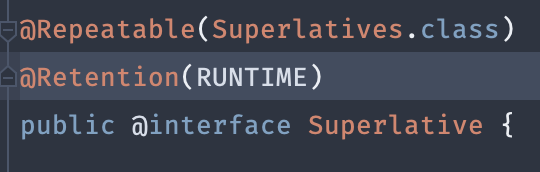 @Repeatable(Superlatives.class)
@Retention(RUNTIME)
public @interface Superlative {